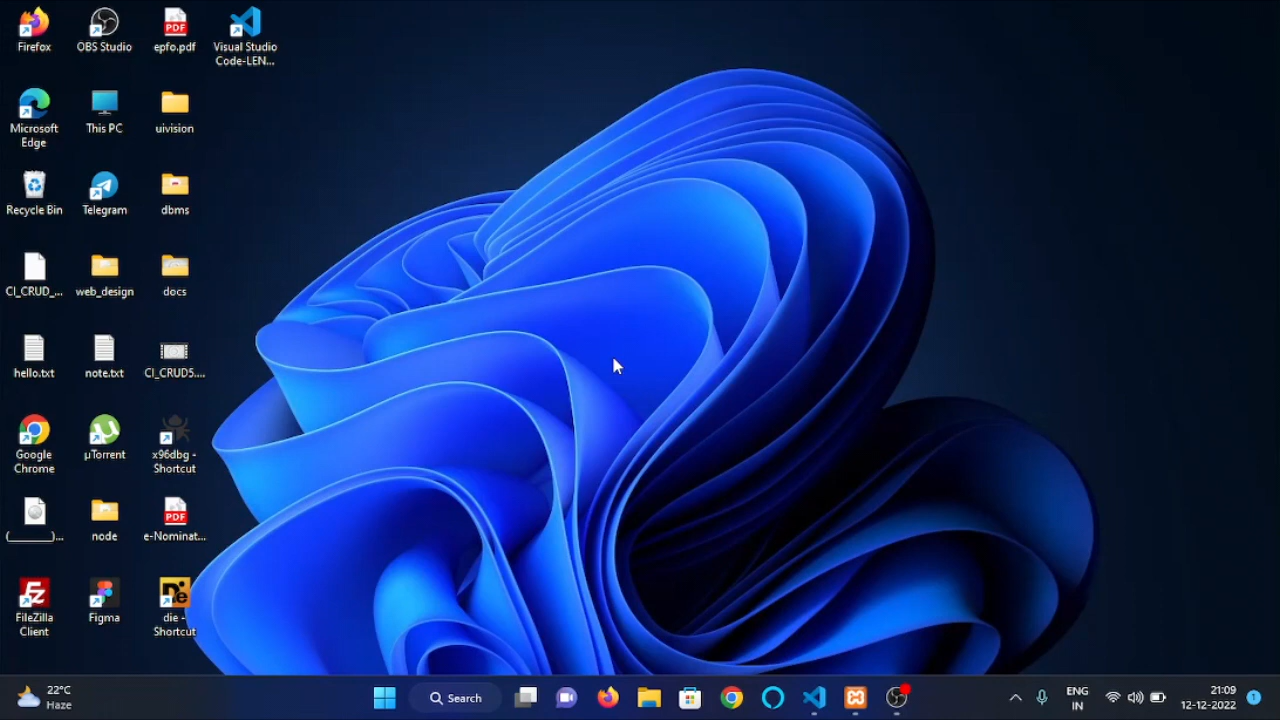 Firefox
OBS Studio
epfo.pdf
Visual Studio
Code-LEN...
Microsoft
Edge
This PC
uivision
Recycle Bin
Telegram
dbms
CI_CRUD_...
web_design
docs
hello.txt
note.txt
CI_CRUD5....
Google
Chrome
µTorrent
x96dbg -
Shortcut
(________)...
node
e-Nominat...
FileZilla
Client
Figma
die -
Shortcut
22°C
Haze
Search
ENG
IN
21:09
12-12-2022
1